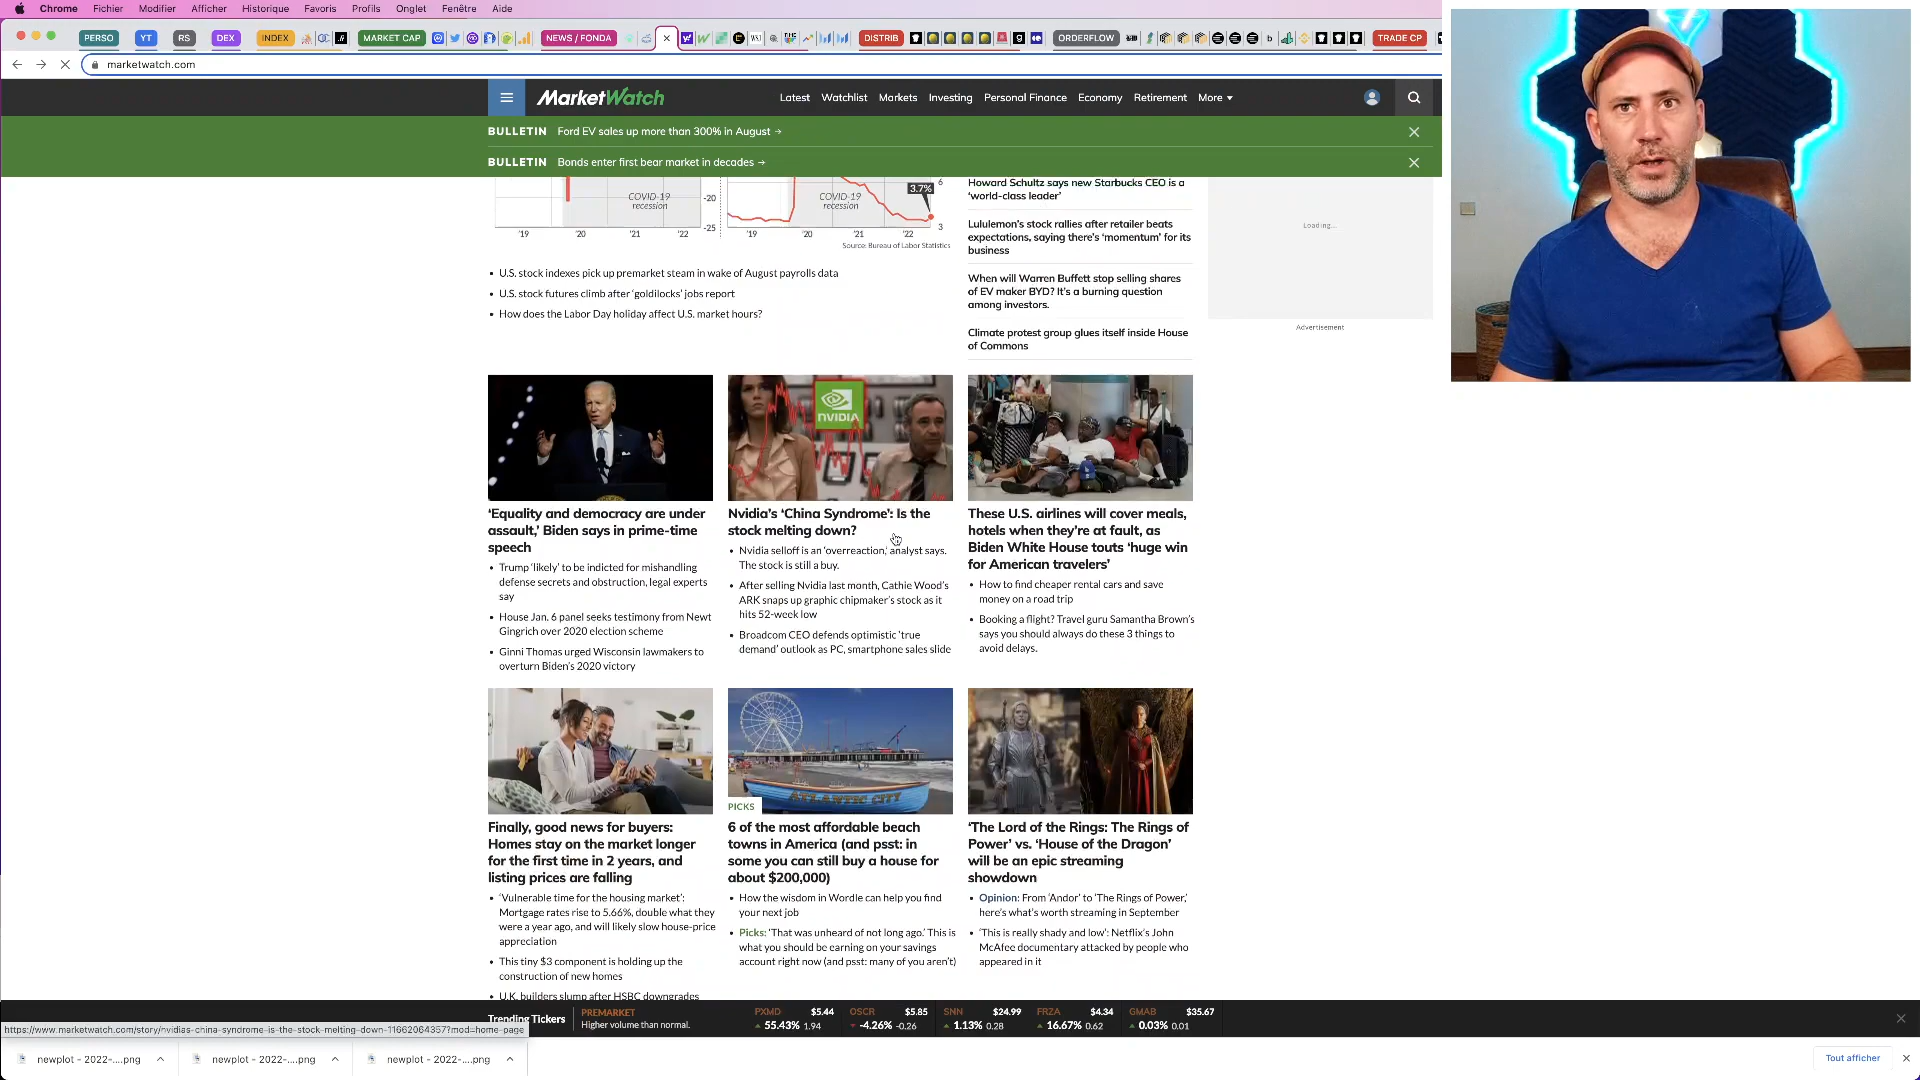 Chrome Fichier Modifier Afficher Historique Favoris Profils Onglet Fenêtre Aide
PERSO YT RS DEX INDEX MARKET CAP NEWS / FONDA DISTRIB ORDERFLOW TRADE CP
marketwatch.com
MarketWatch Latest Watchlist Markets Investing Personal Finance Economy Retirement More
BULLETIN Ford EV sales up more than 300% in August →
BULLETIN Bonds enter first bear market in decades →
COVID-19
recession
-20
-25
'19 '20 '21 '22
COVID-19
recession
3.7%
6
3
'19 '20 '21 '22
Source: Bureau of Labor Statistics
• U.S. stock indexes pick up premarket steam in wake of August payrolls data
• U.S. stock futures climb after ‘goldilocks’ jobs report
• How does the Labor Day holiday affect U.S. market hours?
Howard Schultz says new Starbucks CEO is a
‘world-class leader’
Lululemon’s stock rallies after retailer beats
expectations, saying there’s ‘momentum’ for its
business
When will Warren Buffett stop selling shares
of EV maker BYD? It’s a burning question
among investors.
Climate protest group glues itself inside House
of Commons
Loading...
Advertisement
NVIDIA
‘Equality and democracy are under
assault,’ Biden says in prime-time
speech
• Trump ‘likely’ to be indicted for mishandling
defense secrets and obstruction, legal experts
say
• House Jan. 6 panel seeks testimony from Newt
Gingrich over 2020 election scheme
• Ginni Thomas urged Wisconsin lawmakers to
overturn Biden’s 2020 victory
Nvidia’s ‘China Syndrome’: Is the
stock melting down?
• Nvidia selloff is an ‘overreaction,’ analyst says.
The stock is still a buy.
• After selling Nvidia last month, Cathie Wood’s
ARK snaps up graphic chipmaker’s stock as it
hits 52-week low
• Broadcom CEO defends optimistic ‘true
demand’ outlook as PC, smartphone sales slide
These U.S. airlines will cover meals,
hotels when they’re at fault, as
Biden White House touts ‘huge win
for American travelers’
• How to find cheaper rental cars and save
money on a road trip
• Booking a flight? Travel guru Samantha Brown’s
says you should always do these 3 things to
avoid delays.
ATLANTIC CITY
PICKS
Finally, good news for buyers:
Homes stay on the market longer
for the first time in 2 years, and
listing prices are falling
• ‘Vulnerable time for the housing market’:
Mortgage rates rise to 5.66%, double what they
were a year ago, and will likely slow house-price
appreciation
• This tiny $3 component is holding up the
construction of new homes
• U.K. builders slump after HSBC downgrades
6 of the most affordable beach
towns in America (and psst: in
some you can still buy a house for
about $200,000)
• How the wisdom in Wordle can help you find
your next job
• Picks: ‘That was unheard of not long ago.’ This is
what you should be earning on your savings
account right now (and psst: many of you aren’t)
‘The Lord of the Rings: The Rings of
Power’ vs. ‘House of the Dragon’
will be an epic streaming
showdown
• Opinion: From ‘Andor’ to ‘The Rings of Power,’
here’s what’s worth streaming in September
• ‘This is really shady and low’: Netflix’s John
McAfee documentary attacked by people who
appeared in it
Trending Tickers
PREMARKET
Higher volume than normal.
PXMD $5.44
55.43% 1.94
OSCR $5.85
-4.26% -0.26
SNN $24.99
1.13% 0.28
FRZA $4.34
16.67% 0.62
GMAB $35.67
0.03% 0.01
https://www.marketwatch.com/story/nvidias-china-syndrome-is-the-stock-melting-down-11662064357?mod=home-page
newplot - 2022-....png
newplot - 2022-....png
newplot - 2022-....png
Tout afficher